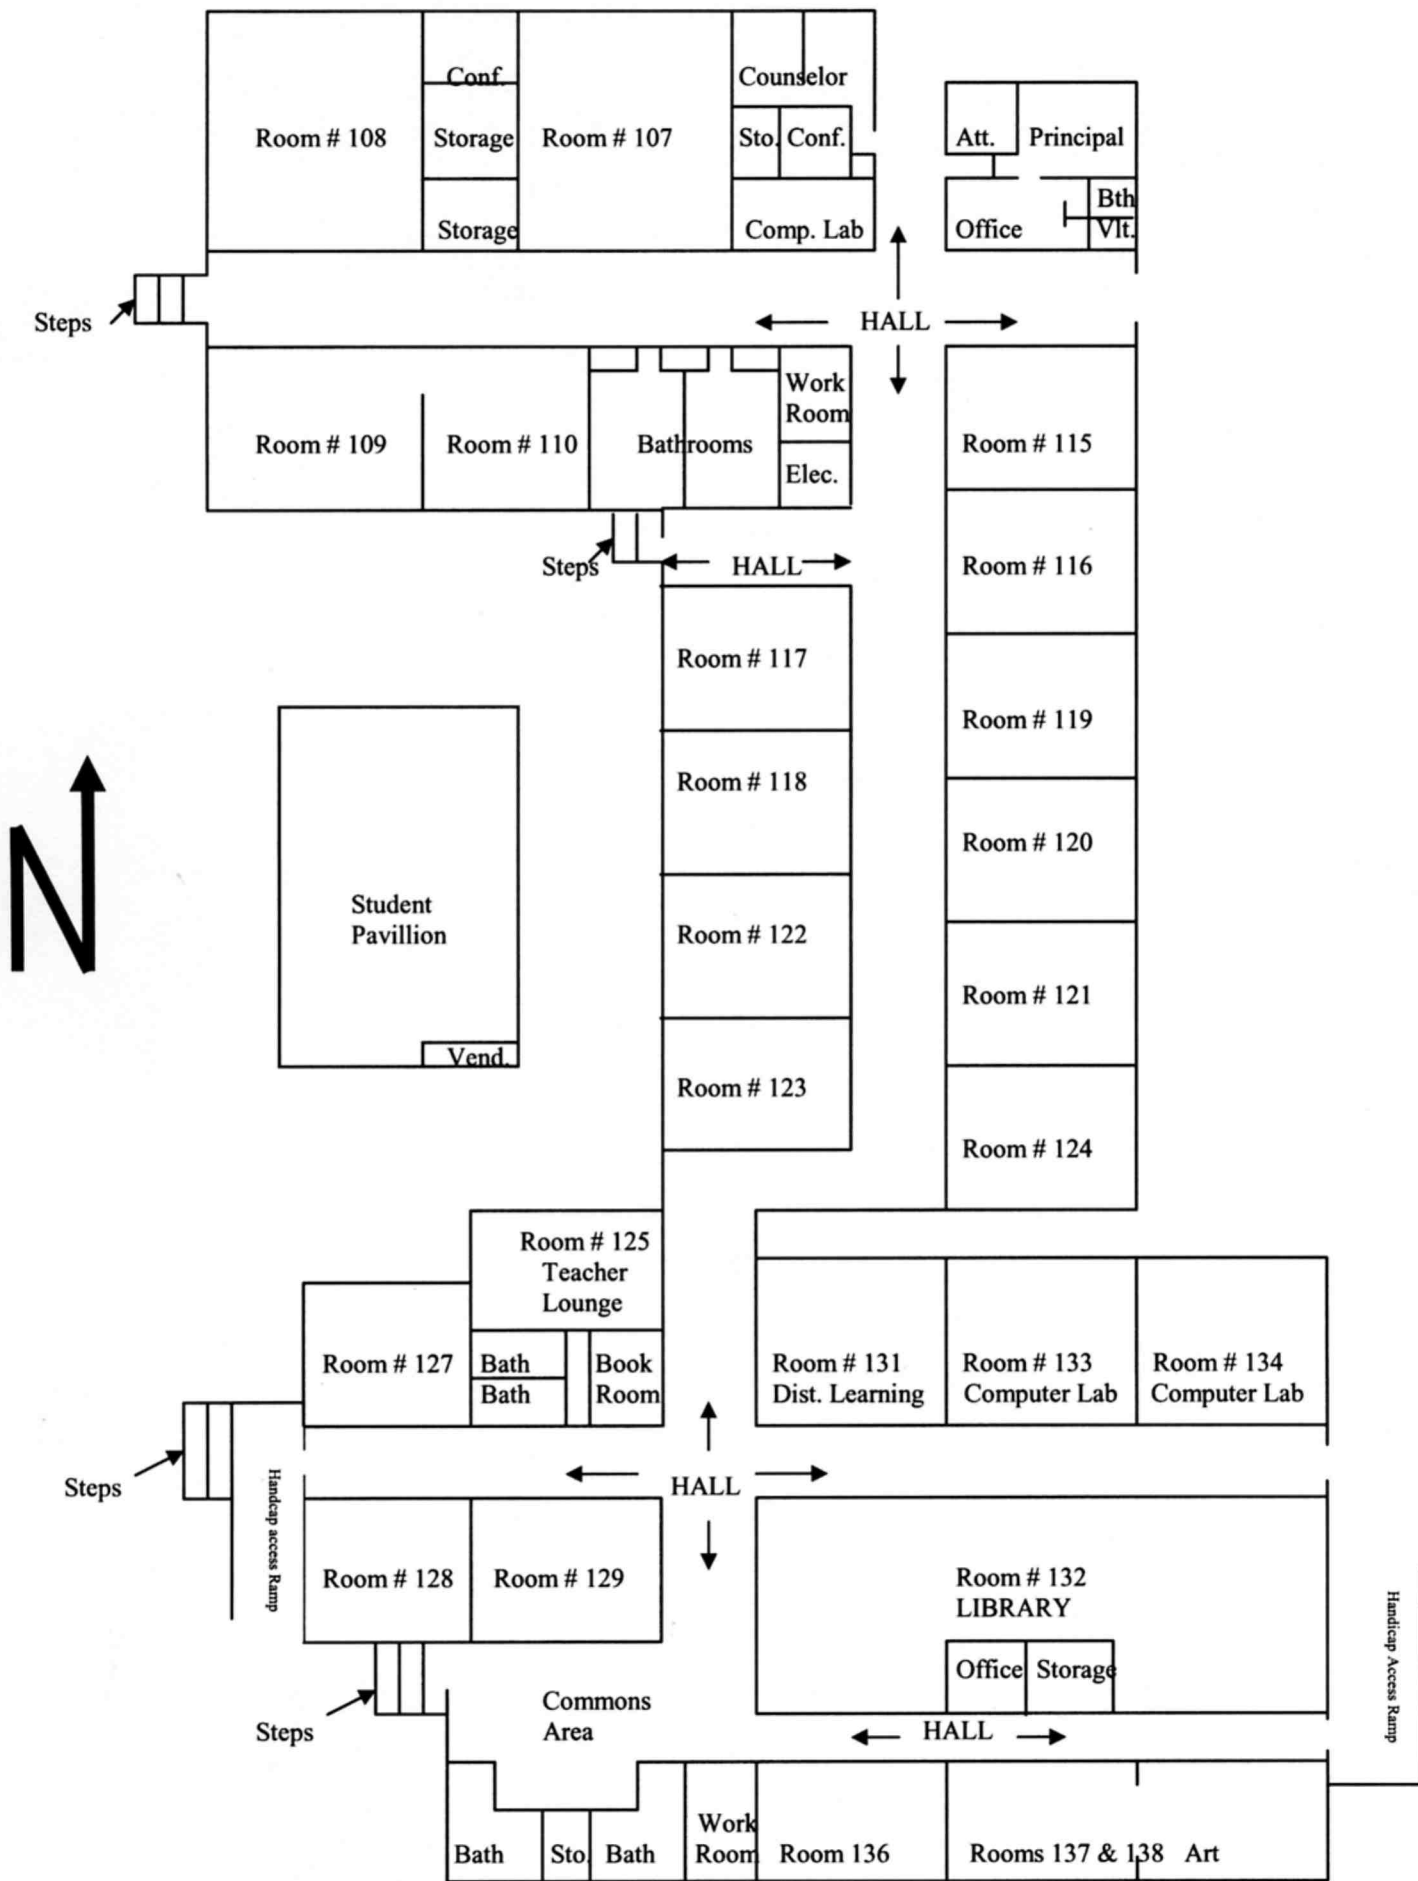 Conf.
Counselor
Room # 108
Storage
Room # 107
Sto.
Conf.
Att.
Principal
Storage
Comp. Lab
Office
Bth
Vlt.
Steps
HALL
Work
Room
Room # 109
Room # 110
Bathrooms
Elec.
Room # 115
Steps
HALL
Room # 116
Room # 117
Room # 119
Room # 118
Room # 120
N
Student
Pavillion
Room # 122
Room # 121
Vend.
Room # 123
Room # 124
Room # 125
Teacher
Lounge
Room # 127
Bath
Bath
Book
Room
Room # 131
Dist. Learning
Room # 133
Computer Lab
Room # 134
Computer Lab
Steps
Handcap access Ramp
HALL
Room # 128
Room # 129
Room # 132
LIBRARY
Office
Storage
Handicap Access Ramp
Steps
Commons
Area
HALL
Bath
Sto.
Bath
Work
Room
Room 136
Rooms 137 & 138 Art